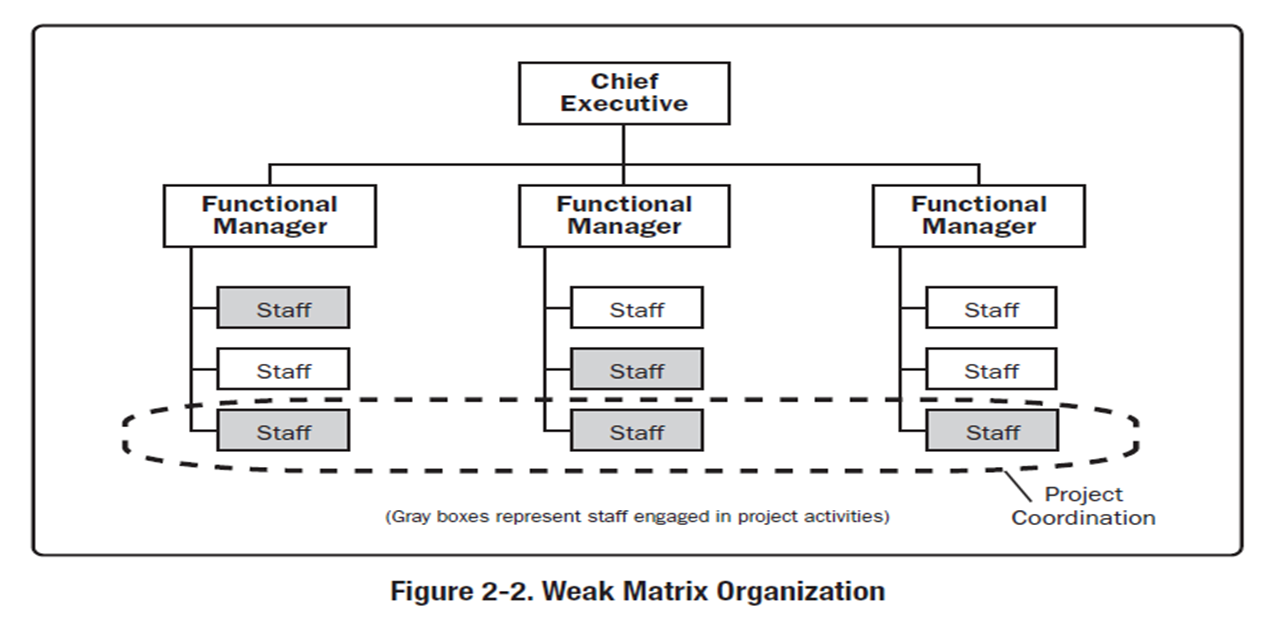 Chief
Executive
Functional
Manager
Functional
Manager
Functional
Manager
Staff
Staff
Staff
Staff
Staff
Staff
Staff
Staff
Staff
Project
Coordination
(Gray boxes represent staff engaged in project activities)
Figure 2-2. Weak Matrix Organization